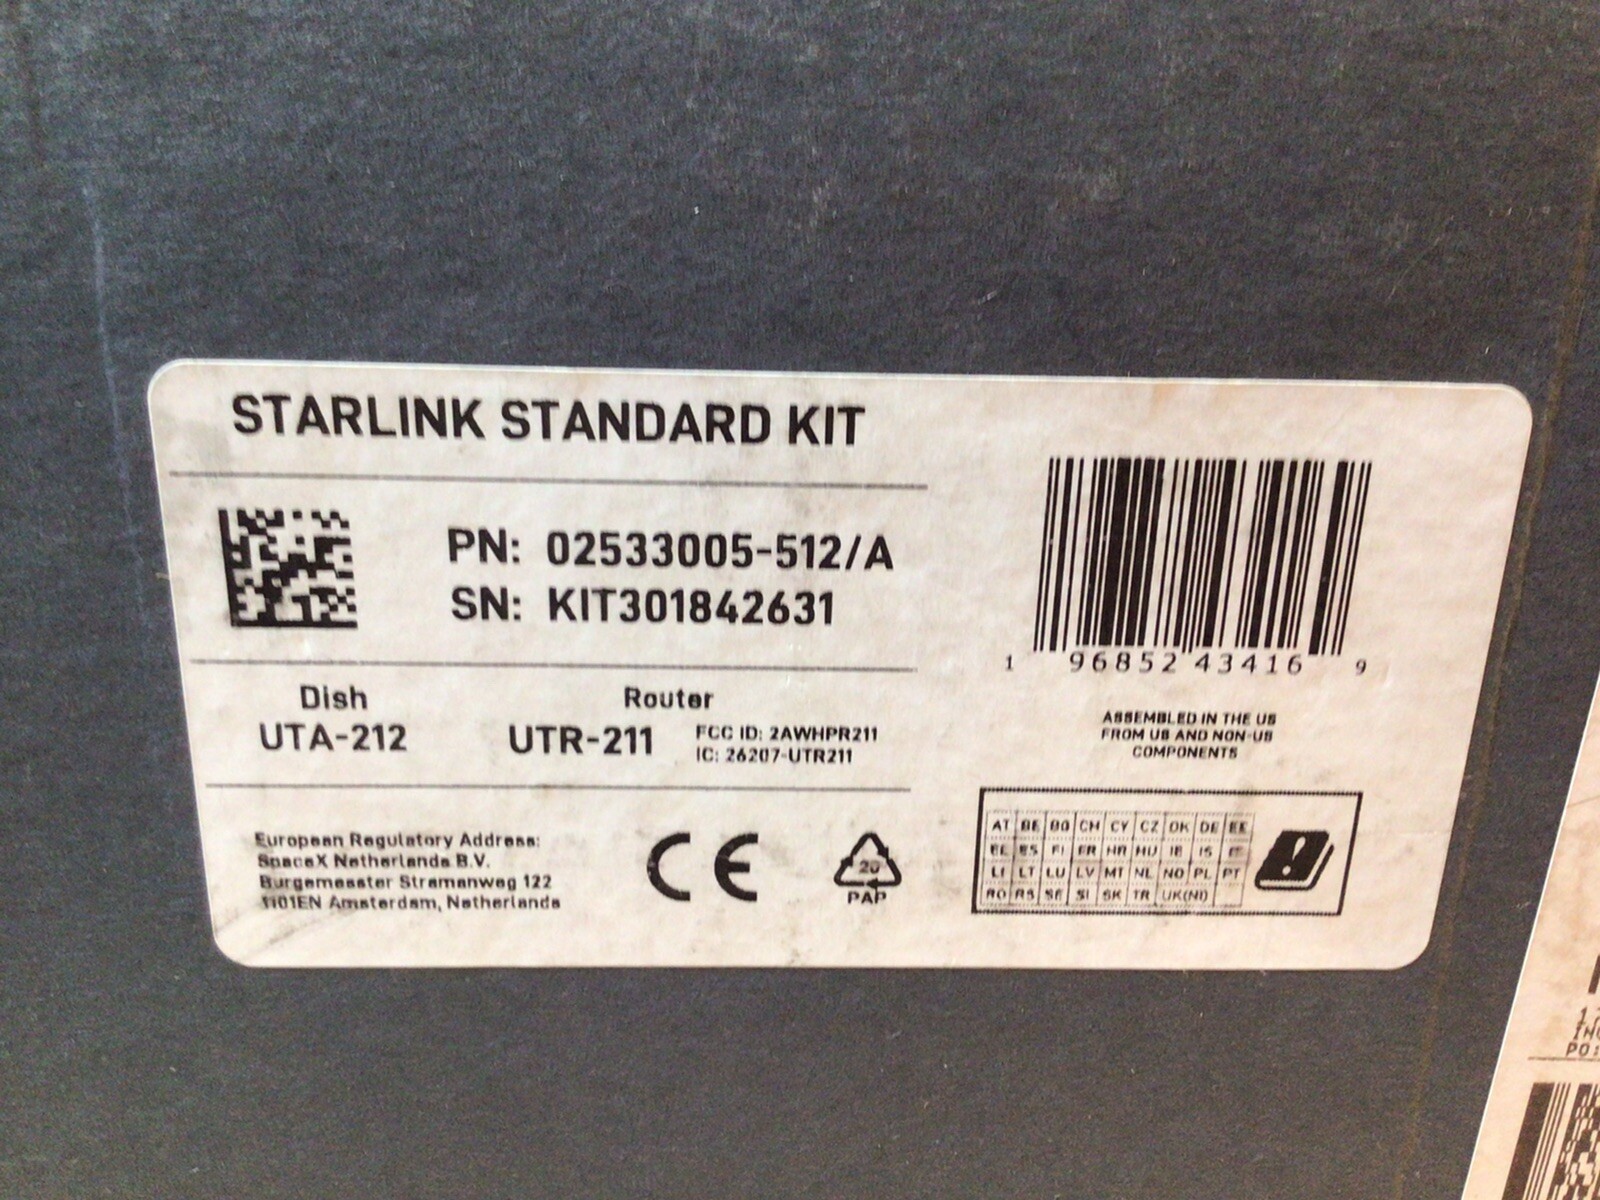 STARLINK STANDARD KIT
PN: 02533005-512/A
SN: KIT301842631
Dish
UTA-212
Router
UTR-211
FCC ID: 2AWHPR211
IC: 26207-UTR211
European Regulatory Address:
SpaceX Netherlands B.V.
Burgemeester Stramanweg 122
1101EN Amsterdam, Netherlands
CE
20
PAP
1 96852 43416 9
ASSEMBLED IN THE US
FROM US AND NON-US
COMPONENTS
AT BE BG CH CY CZ DK DE EE
EL ES FI FR HR HU IE IS
LI LT LU LV MT NL NO PL PT
RO RS SE SI SK TR UK(NI)
PO: